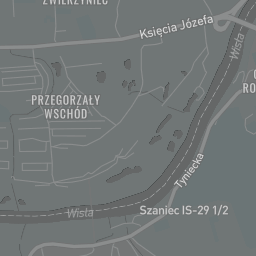 ZWIERZYNIEC
Księcia Józefa
Wisła
PRZEGORZAŁY
WSCHÓD
Tyniecka
Wisła
Szaniec IS-29 1/2